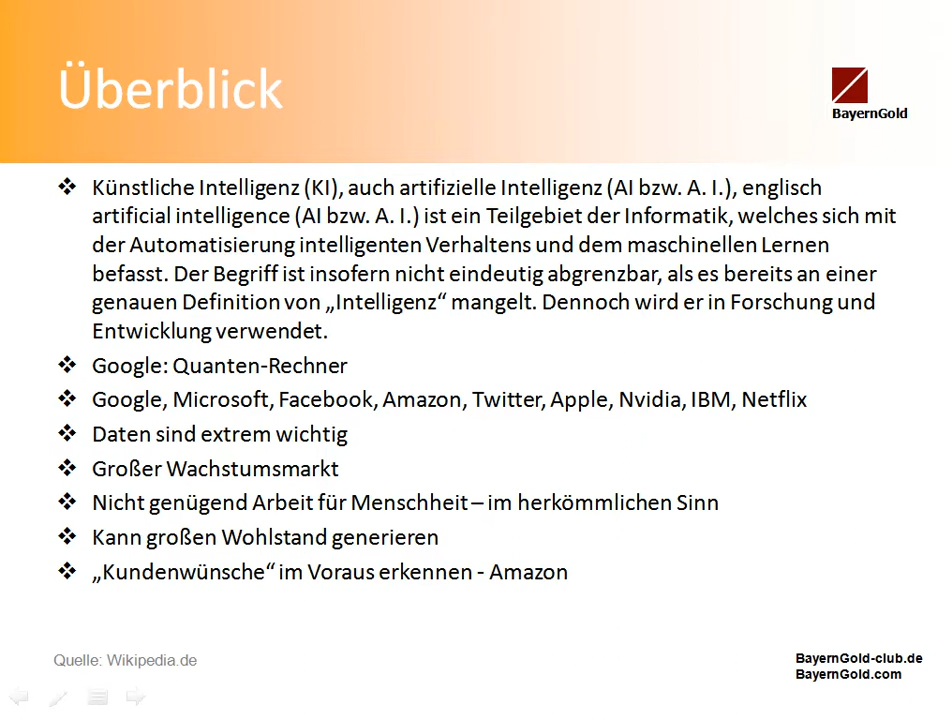 Überblick
BayernGold
❖ Künstliche Intelligenz (KI), auch artifizielle Intelligenz (AI bzw. A. I.), englisch
artificial intelligence (AI bzw. A. I.) ist ein Teilgebiet der Informatik, welches sich mit
der Automatisierung intelligenten Verhaltens und dem maschinellen Lernen
befasst. Der Begriff ist insofern nicht eindeutig abgrenzbar, als es bereits an einer
genauen Definition von „Intelligenz“ mangelt. Dennoch wird er in Forschung und
Entwicklung verwendet.
❖ Google: Quanten-Rechner
❖ Google, Microsoft, Facebook, Amazon, Twitter, Apple, Nvidia, IBM, Netflix
❖ Daten sind extrem wichtig
❖ Großer Wachstumsmarkt
❖ Nicht genügend Arbeit für Menschheit – im herkömmlichen Sinn
❖ Kann großen Wohlstand generieren
❖ „Kundenwünsche“ im Voraus erkennen - Amazon
Quelle: Wikipedia.de
BayernGold-club.de
BayernGold.com